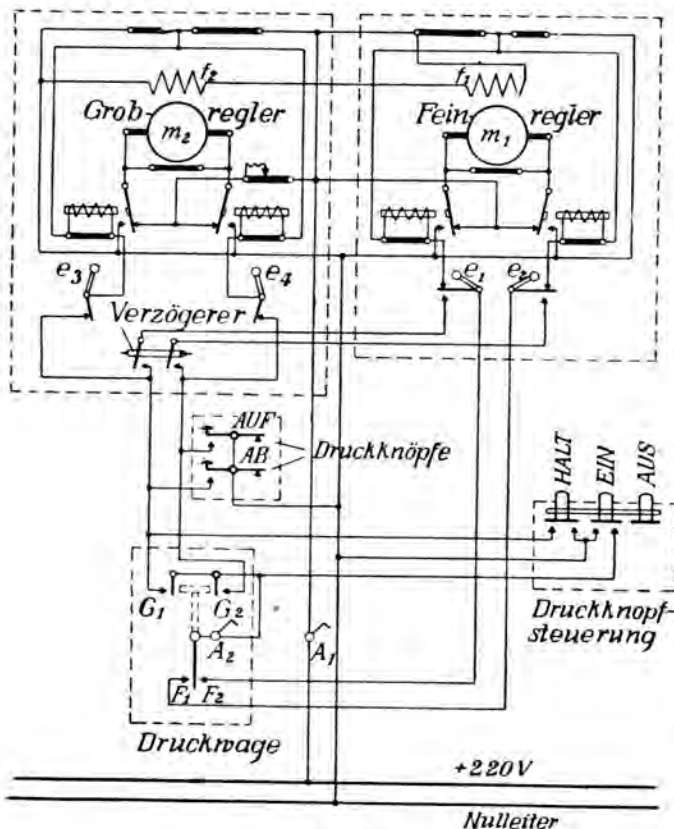 f₂
f₁
Grob- regler
m₂
Fein- regler
m₁
e₃
e₄
e₁
e₂
Verzögerer
AUF
AB
Druckknöpfe
HALT
EIN
AUS
G₁
G₂
A₂
A₁
F₁ F₂
Druckwage
Druckknopf-
steuerung
+220V
Nulleiter